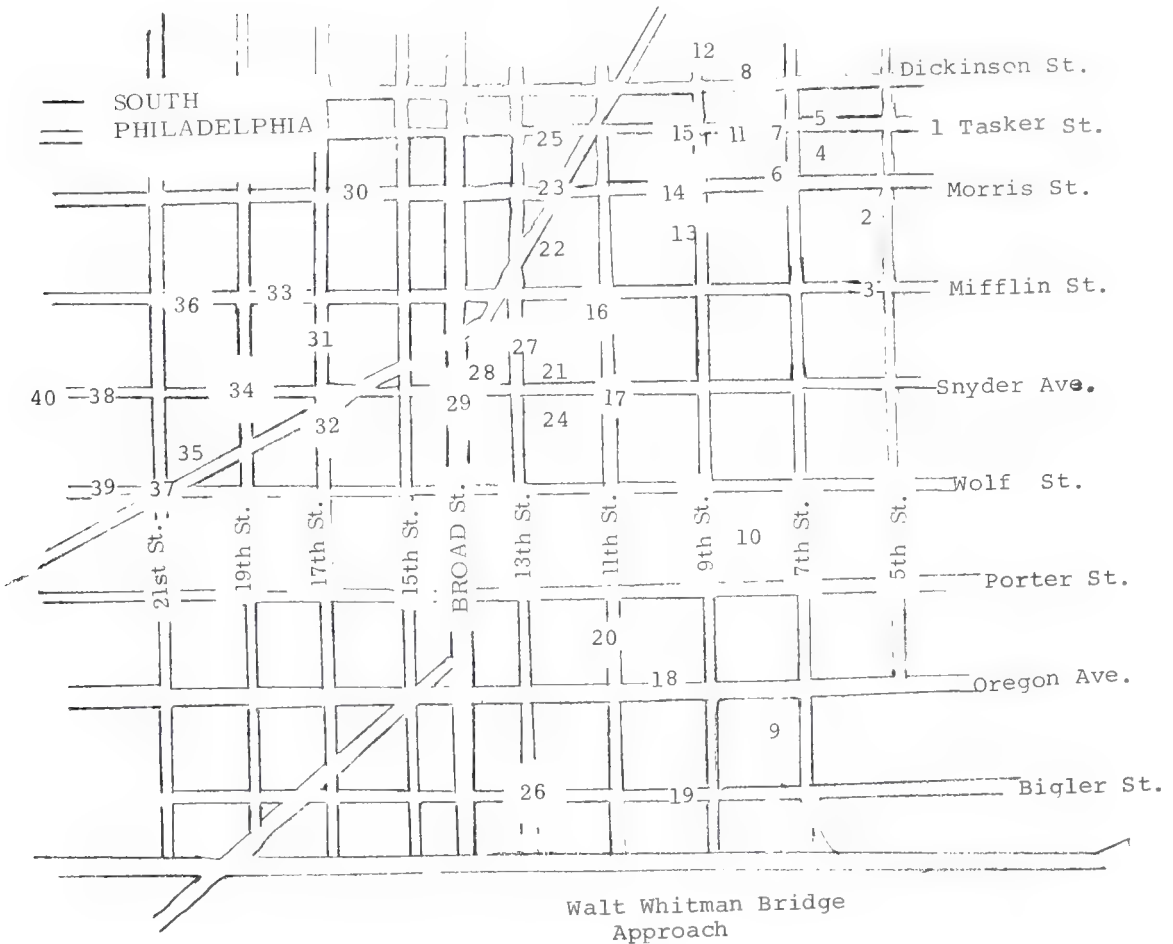 12
8
Dickinson St.
SOUTH
PHILADELPHIA
5
25
15
11
7
1 Tasker St.
4
30
23
14
6
Morris St.
2
13
22
36
33
3
Mifflin St.
16
31
27
28
21
40
38
34
29
17
Snyder Ave.
32
24
35
39
37
Wolf St.
21st St.
19th St.
17th St.
15th St.
BROAD St.
13th St.
11th St.
9th St.
10
7th St.
5th St.
Porter St.
20
18
Oregon Ave.
9
26
19
Bigler St.
Walt Whitman Bridge
Approach